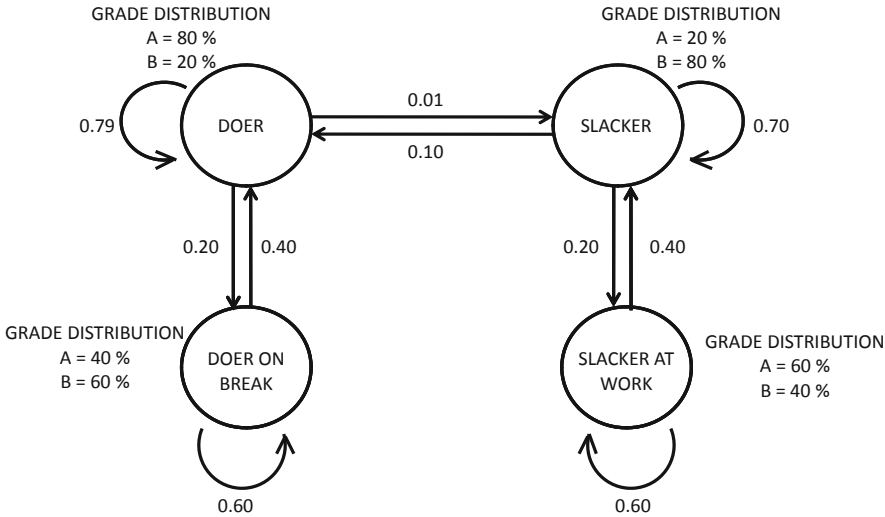 GRADE DISTRIBUTION
A = 80 %
B = 20 %
GRADE DISTRIBUTION
A = 20 %
B = 80 %
0.79
DOER
0.01
0.10
SLACKER
0.70
0.20
0.40
0.20
0.40
GRADE DISTRIBUTION
A = 40 %
B = 60 %
DOER ON
BREAK
SLACKER AT
WORK
GRADE DISTRIBUTION
A = 60 %
B = 40 %
0.60
0.60